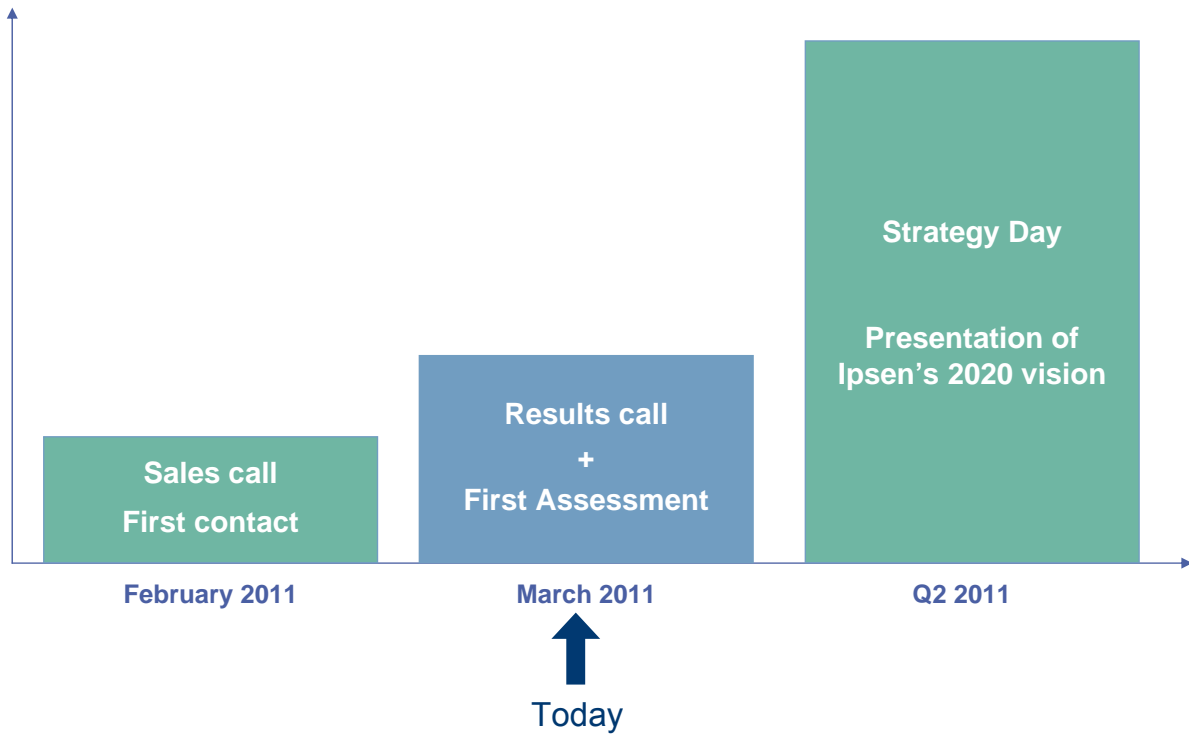 Sales call
First contact
Results call
+
First Assessment
Strategy Day
Presentation of
Ipsen’s 2020 vision
February 2011
March 2011
Q2 2011
Today